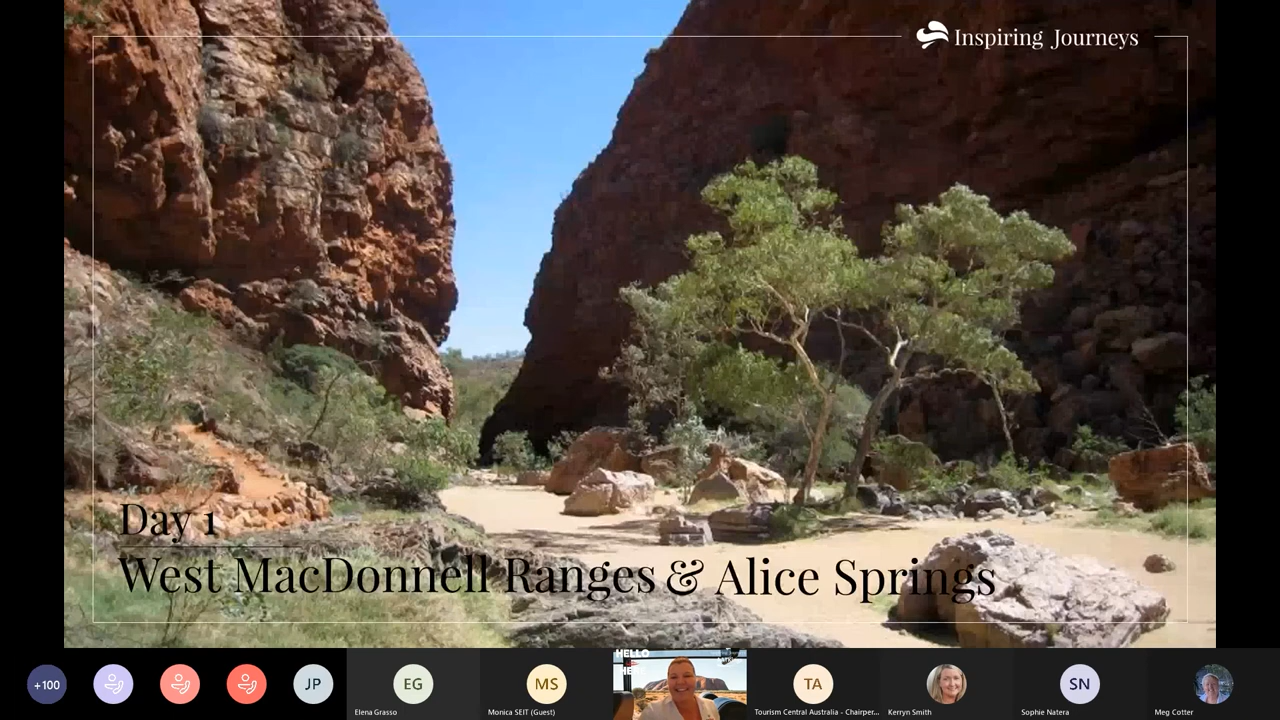 Inspiring Journeys
Day 1
West MacDonnell Ranges & Alice Springs
+100
JP
EG
Elena Grasso
MS
Monica SEIT (Guest)
HELLO
TA
Tourism Central Australia - Chairper...
Kerryn Smith
SN
Sophie Natera
Meg Cotter